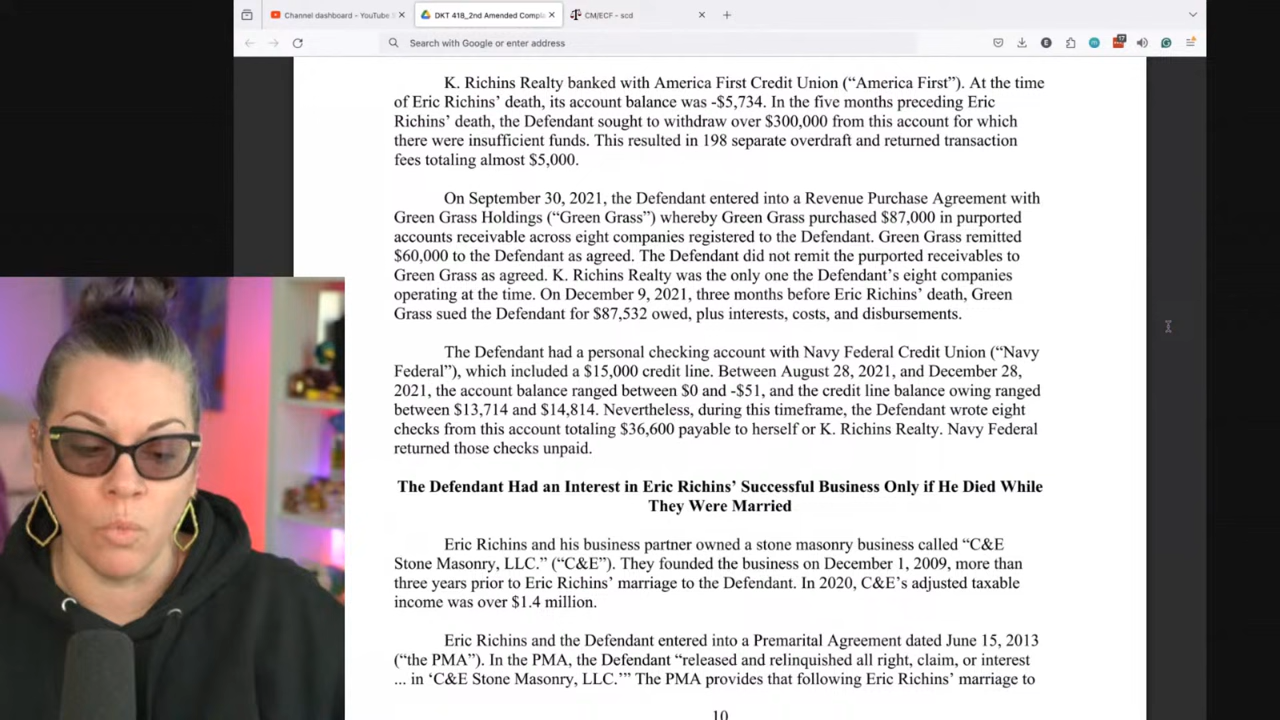 Channel dashboard - YouTube
DKT 418_2nd Amended Compla
CM/ECF - scd
Search with Google or enter address
K. Richins Realty banked with America First Credit Union (“America First”). At the time
of Eric Richins’ death, its account balance was -$5,734. In the five months preceding Eric
Richins’ death, the Defendant sought to withdraw over $300,000 from this account for which
there were insufficient funds. This resulted in 198 separate overdraft and returned transaction
fees totaling almost $5,000.
On September 30, 2021, the Defendant entered into a Revenue Purchase Agreement with
Green Grass Holdings (“Green Grass”) whereby Green Grass purchased $87,000 in purported
accounts receivable across eight companies registered to the Defendant. Green Grass remitted
$60,000 to the Defendant as agreed. The Defendant did not remit the purported receivables to
Green Grass as agreed. K. Richins Realty was the only one the Defendant’s eight companies
operating at the time. On December 9, 2021, three months before Eric Richins’ death, Green
Grass sued the Defendant for $87,532 owed, plus interests, costs, and disbursements.
The Defendant had a personal checking account with Navy Federal Credit Union (“Navy
Federal”), which included a $15,000 credit line. Between August 28, 2021, and December 28,
2021, the account balance ranged between $0 and -$51, and the credit line balance owing ranged
between $13,714 and $14,814. Nevertheless, during this timeframe, the Defendant wrote eight
checks from this account totaling $36,600 payable to herself or K. Richins Realty. Navy Federal
returned those checks unpaid.
The Defendant Had an Interest in Eric Richins’ Successful Business Only if He Died While
They Were Married
Eric Richins and his business partner owned a stone masonry business called “C&E
Stone Masonry, LLC.” (“C&E”). They founded the business on December 1, 2009, more than
three years prior to Eric Richins’ marriage to the Defendant. In 2020, C&E’s adjusted taxable
income was over $1.4 million.
Eric Richins and the Defendant entered into a Premarital Agreement dated June 15, 2013
(“the PMA”). In the PMA, the Defendant “released and relinquished all right, claim, or interest
... in ‘C&E Stone Masonry, LLC.’” The PMA provides that following Eric Richins’ marriage to
10